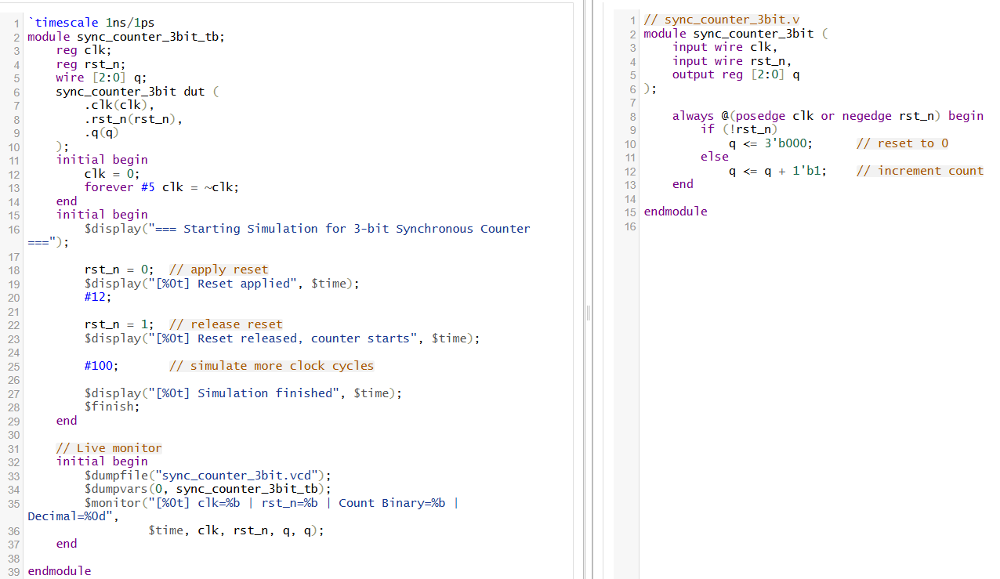 1 `timescale 1ns/1ps
2 module sync_counter_3bit_tb;
3 reg clk;
4 reg rst_n;
5 wire [2:0] q;
6 sync_counter_3bit dut (
7 .clk(clk),
8 .rst_n(rst_n),
9 .q(q)
10 );
11 initial begin
12 clk = 0;
13 forever #5 clk = ~clk;
14 end
15 initial begin
16 $display("=== Starting Simulation for 3-bit Synchronous Counter
===");
17
18 rst_n = 0; // apply reset
19 $display("[%0t] Reset applied", $time);
20 #12;
21
22 rst_n = 1; // release reset
23 $display("[%0t] Reset released, counter starts", $time);
24
25 #100; // simulate more clock cycles
26
27 $display("[%0t] Simulation finished", $time);
28 $finish;
29 end
30
31 // Live monitor
32 initial begin
33 $dumpfile("sync_counter_3bit.vcd");
34 $dumpvars(0, sync_counter_3bit_tb);
35 $monitor("[%0t] clk=%b | rst_n=%b | Count Binary=%b |
Decimal=%0d",
36 $time, clk, rst_n, q, q);
37 end
38
39 endmodule
1 // sync_counter_3bit.v
2 module sync_counter_3bit (
3 input wire clk,
4 input wire rst_n,
5 output reg [2:0] q
6 );
7
8 always @(posedge clk or negedge rst_n) begin
9 if (!rst_n)
10 q <= 3'b000; // reset to 0
11 else
12 q <= q + 1'b1; // increment count
13 end
14
15 endmodule
16